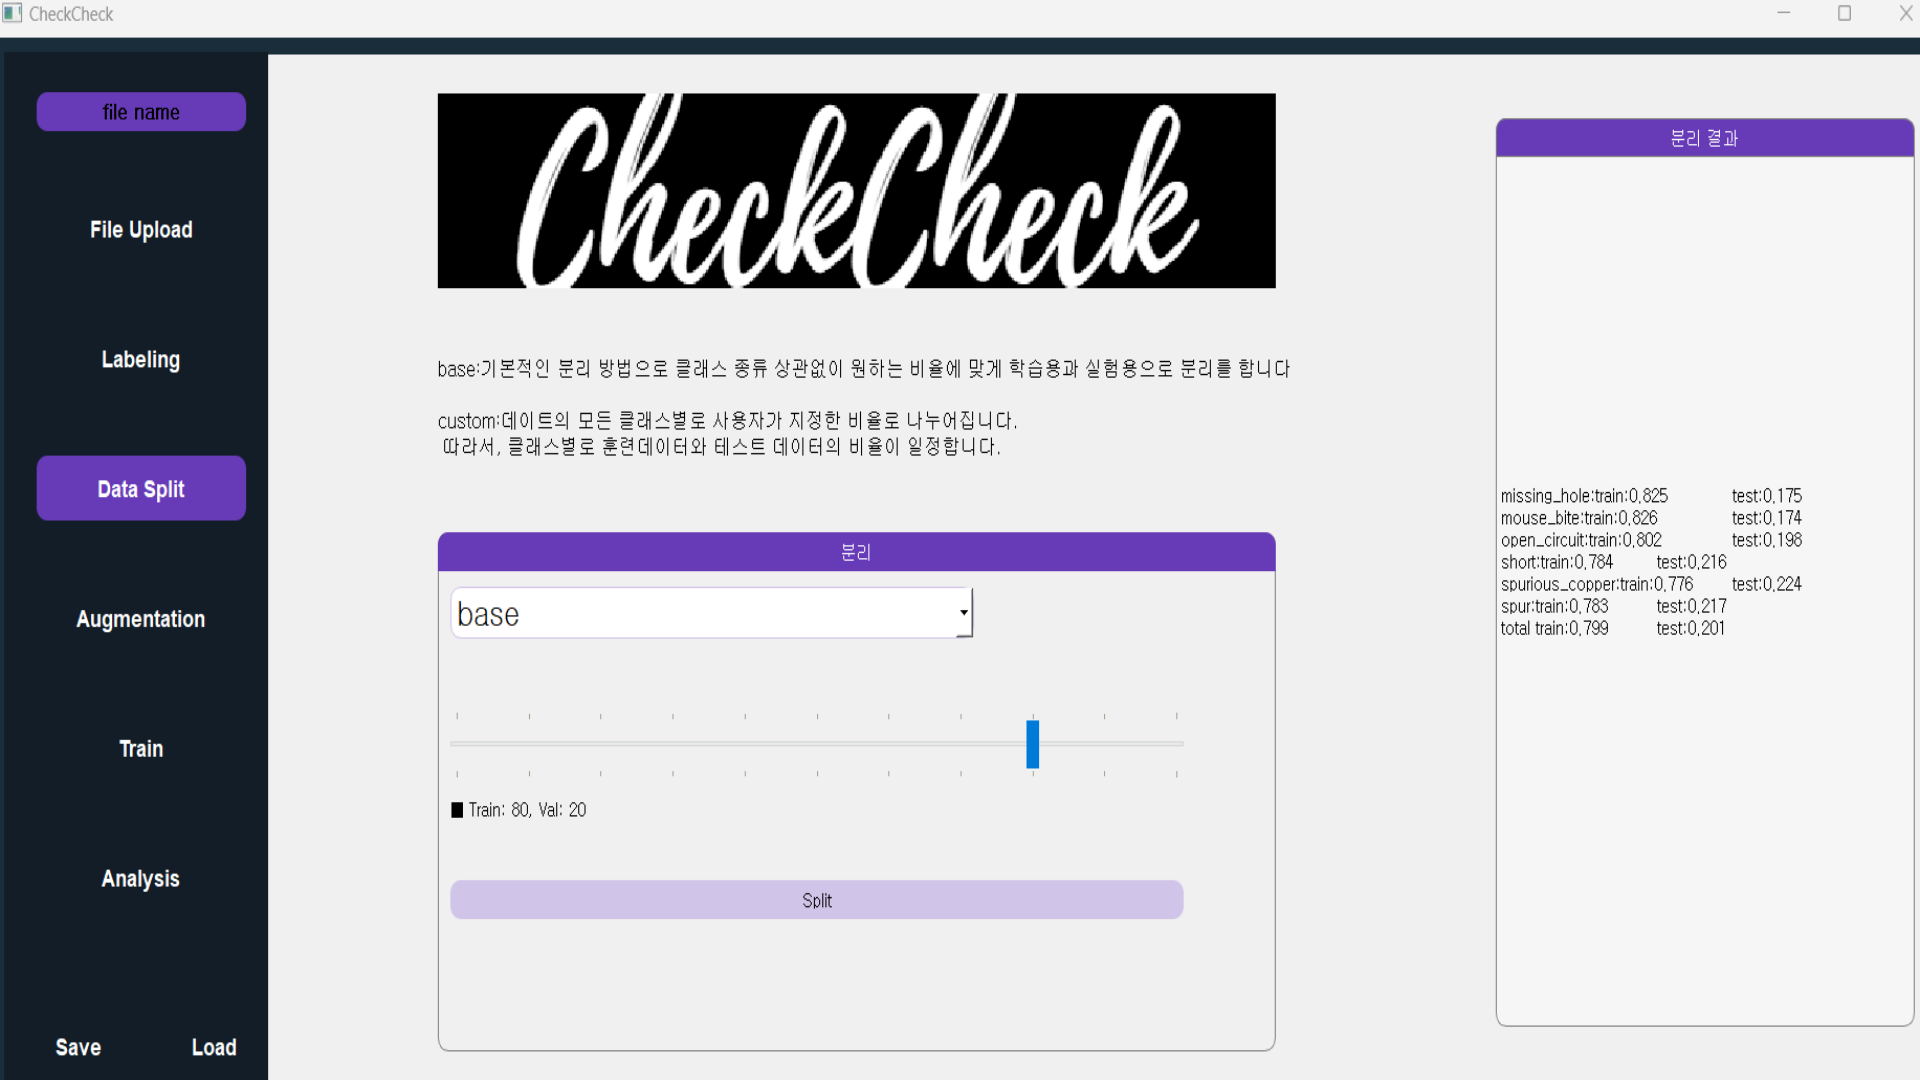 CheckCheck
file name
File Upload
Labeling
Data Split
Augmentation
Train
Analysis
Save Load
CheckCheck
base:기본적인 분리 방법으로 클래스 종류 상관없이 원하는 비율에 맞게 학습용과 실험용으로 분리를 합니다
custom:데이트의 모든 클래스별로 사용자가 지정한 비율로 나누어집니다.
따라서, 클래스별로 훈련데이터와 테스트 데이터의 비율이 일정합니다.
분리
base
Train: 80, Val: 20
Split
분리 결과
missing_hole:train:0.825 test:0.175
mouse_bite:train:0.826 test:0.174
open_circuit:train:0.802 test:0.198
short:train:0.784 test:0.216
spurious_copper:train:0.776 test:0.224
spur:train:0.783 test:0.217
total train:0.799 test:0.201